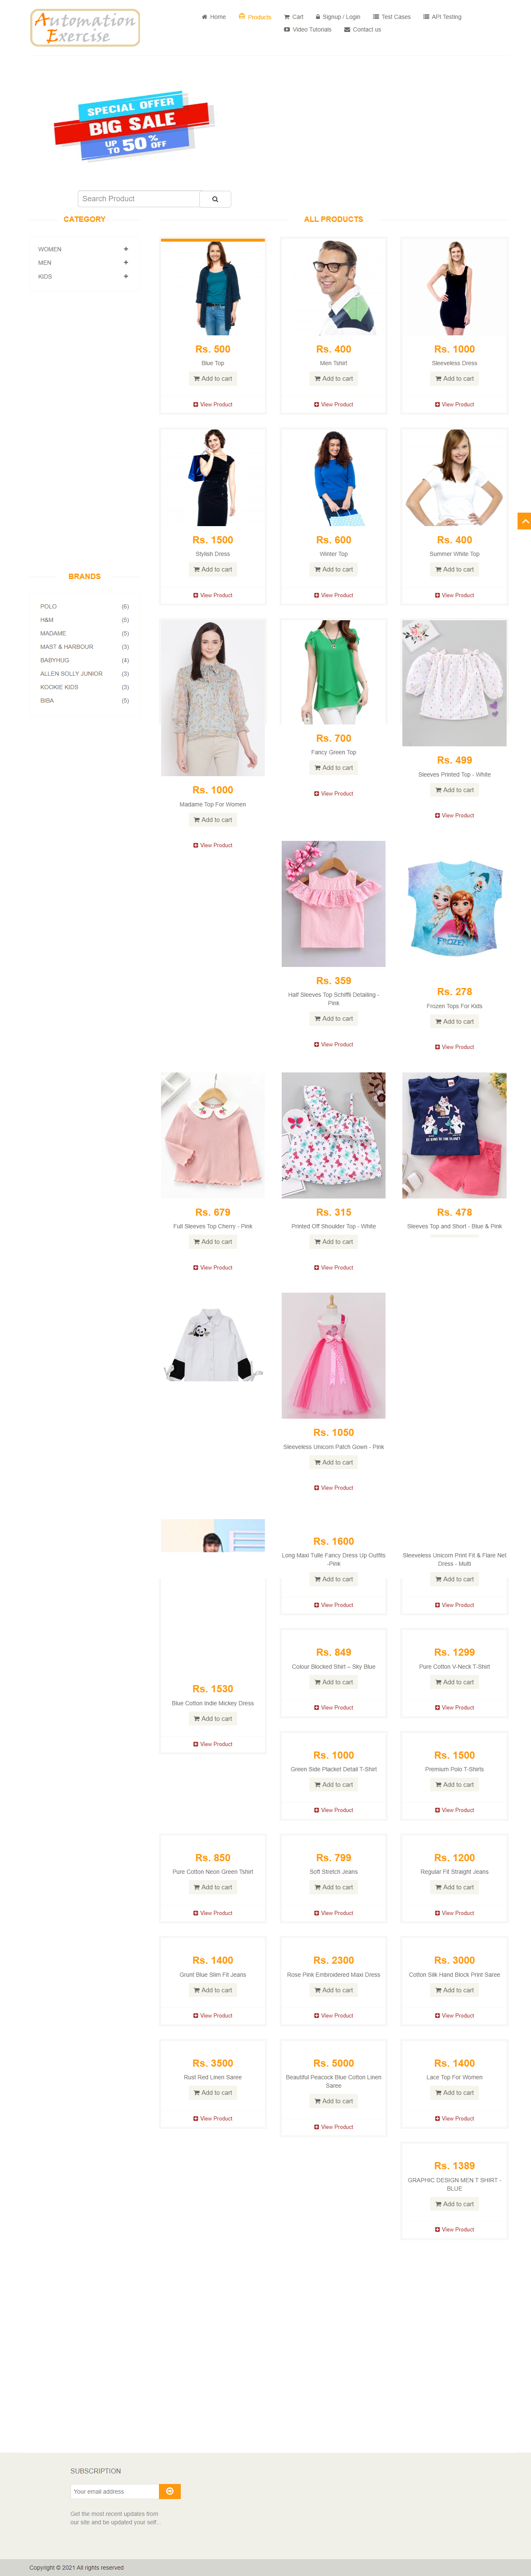 Automation
Exercise
Home
Products
Cart
Signup / Login
Test Cases
API Testing
Video Tutorials
Contact us
SPECIAL OFFER
BIG SALE
UP TO 50% OFF
Search Product
CATEGORY
WOMEN
MEN
KIDS
BRANDS
POLO (6)
H&M (5)
MADAME (5)
MAST & HARBOUR (3)
BABYHUG (4)
ALLEN SOLLY JUNIOR (3)
KOOKIE KIDS (3)
BIBA (5)
ALL PRODUCTS
Rs. 500
Blue Top
Add to cart
View Product
Rs. 400
Men Tshirt
Add to cart
View Product
Rs. 1000
Sleeveless Dress
Add to cart
View Product
Rs. 1500
Stylish Dress
Add to cart
View Product
Rs. 600
Winter Top
Add to cart
View Product
Rs. 400
Summer White Top
Add to cart
View Product
Rs. 1000
Madame Top For Women
Add to cart
View Product
Rs. 700
Fancy Green Top
Add to cart
View Product
Rs. 499
Sleeves Printed Top - White
Add to cart
View Product
Rs. 359
Half Sleeves Top Schiffli Detailing -
Pink
Add to cart
View Product
FROZEN
Rs. 278
Frozen Tops For Kids
Add to cart
View Product
Rs. 679
Full Sleeves Top Cherry - Pink
Add to cart
View Product
Rs. 315
Printed Off Shoulder Top - White
Add to cart
View Product
Rs. 478
Sleeves Top and Short - Blue & Pink
Rs. 1050
Sleeveless Unicorn Patch Gown - Pink
Add to cart
View Product
Rs. 1530
Blue Cotton Indie Mickey Dress
Add to cart
View Product
Rs. 1600
Long Maxi Tulle Fancy Dress Up Outfits
-Pink
Add to cart
View Product
Sleeveless Unicorn Print Fit & Flare Net
Dress - Multi
Add to cart
View Product
Rs. 849
Colour Blocked Shirt – Sky Blue
Add to cart
View Product
Rs. 1299
Pure Cotton V-Neck T-Shirt
Add to cart
View Product
Rs. 1000
Green Side Placket Detail T-Shirt
Add to cart
View Product
Rs. 1500
Premium Polo T-Shirts
Add to cart
View Product
Rs. 850
Pure Cotton Neon Green Tshirt
Add to cart
View Product
Rs. 799
Soft Stretch Jeans
Add to cart
View Product
Rs. 1200
Regular Fit Straight Jeans
Add to cart
View Product
Rs. 1400
Grunt Blue Slim Fit Jeans
Add to cart
View Product
Rs. 2300
Rose Pink Embroidered Maxi Dress
Add to cart
View Product
Rs. 3000
Cotton Silk Hand Block Print Saree
Add to cart
View Product
Rs. 3500
Rust Red Linen Saree
Add to cart
View Product
Rs. 5000
Beautiful Peacock Blue Cotton Linen
Saree
Add to cart
View Product
Rs. 1400
Lace Top For Women
Add to cart
View Product
Rs. 1389
GRAPHIC DESIGN MEN T SHIRT -
BLUE
Add to cart
View Product
SUBSCRIPTION
Your email address
Get the most recent updates from
our site and be updated your self...
Copyright © 2021 All rights reserved